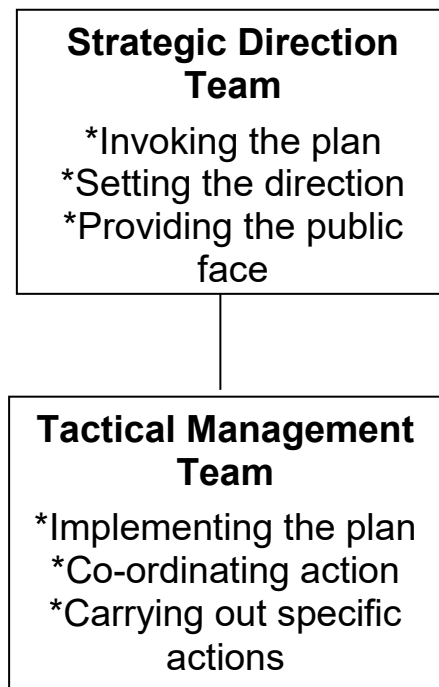 Strategic Direction
Team
*Invoking the plan
*Setting the direction
*Providing the public
face
Tactical Management
Team
*Implementing the plan
*Co-ordinating action
*Carrying out specific
actions